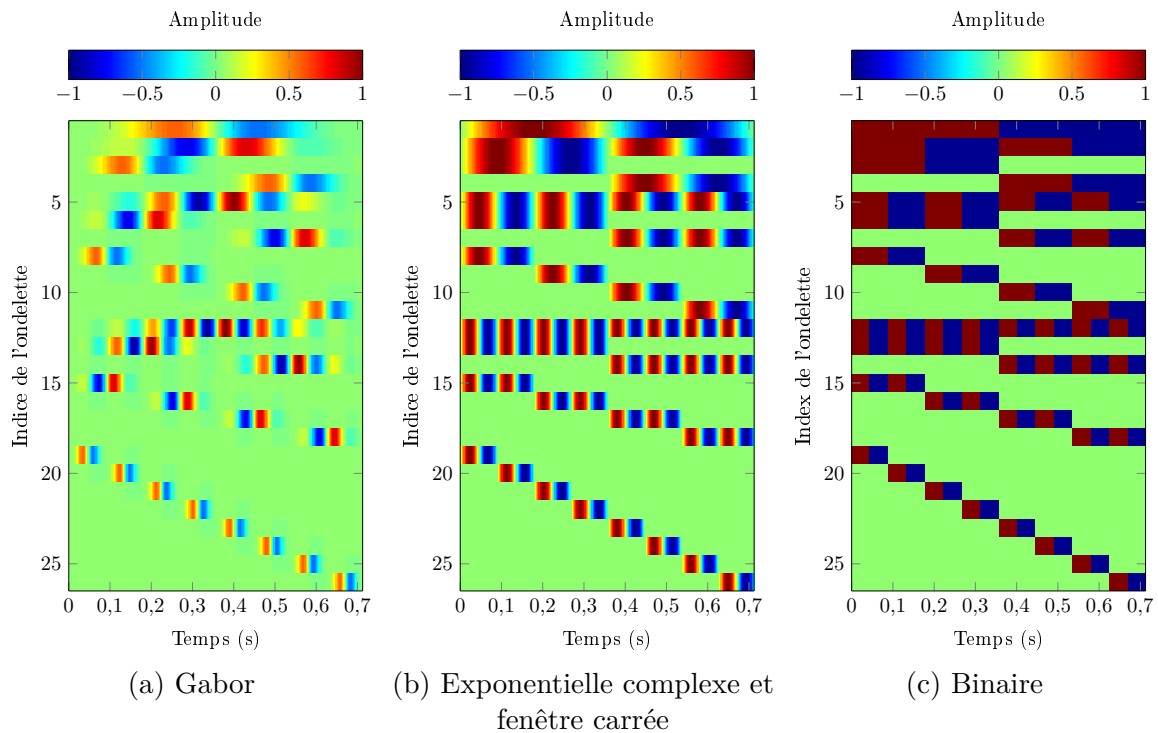 Amplitude
−1 −0.5 0 0.5 1
Indice de l'ondelette
5
10
15
20
25
0 0,1 0,2 0,3 0,4 0,5 0,6 0,7
Temps (s)
(a) Gabor
Amplitude
−1 −0.5 0 0.5 1
Indice de l'ondelette
5
10
15
20
25
0 0,1 0,2 0,3 0,4 0,5 0,6 0,7
Temps (s)
(b) Exponentielle complexe et
fenêtre carrée
Amplitude
−1 −0.5 0 0.5 1
Index de l'ondelette
5
10
15
20
25
0 0,1 0,2 0,3 0,4 0,5 0,6 0,7
Temps (s)
(c) Binaire